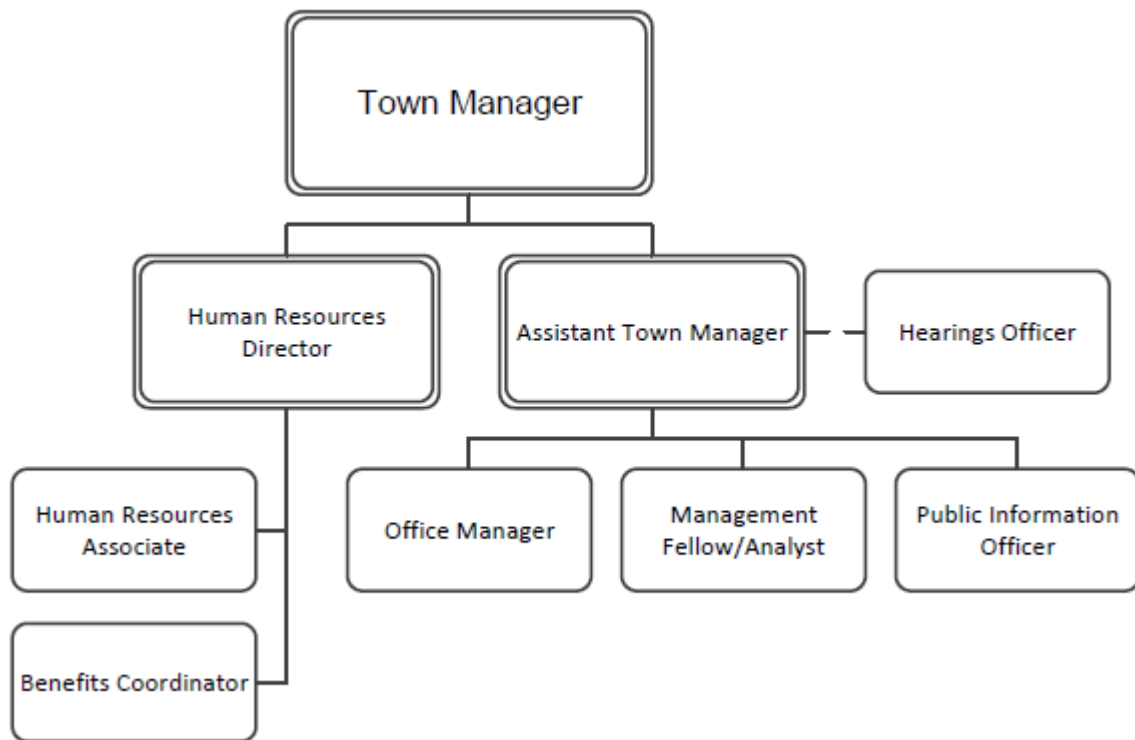 Town Manager
Human Resources
Director
Assistant Town Manager
Hearings Officer
Human Resources
Associate
Office Manager
Management
Fellow/Analyst
Public Information
Officer
Benefits Coordinator